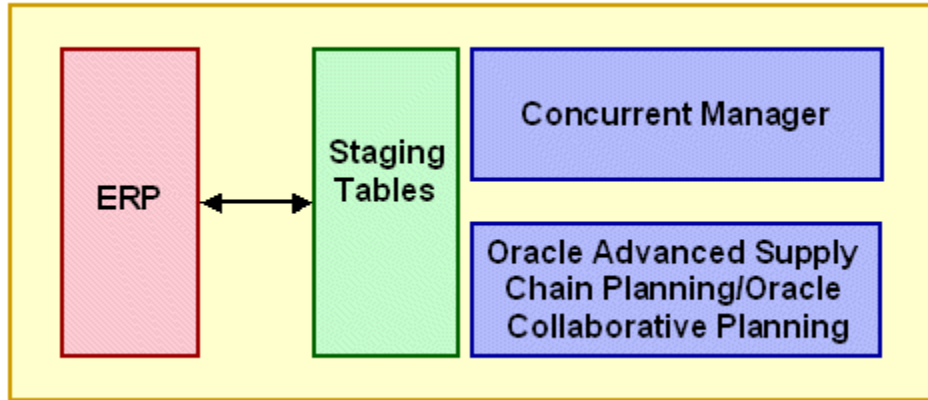 ERP
Staging
Tables
Concurrent Manager
Oracle Advanced Supply
Chain Planning/Oracle
Collaborative Planning